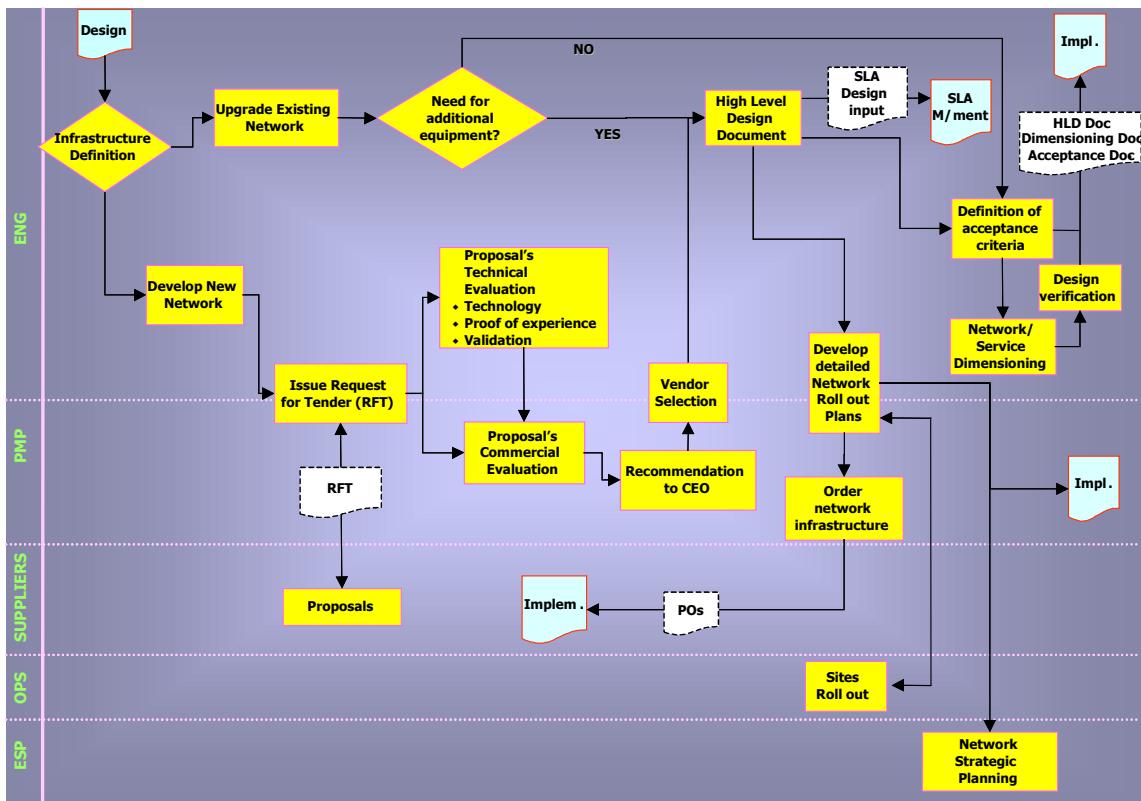 Design
NO
Impl .
Upgrade Existing
Network
Need for
additional
equipment?
YES
High Level
Design
Document
SLA
Design
input
SLA
M/ment
HLD Doc
Dimensioning Doc
Acceptance Doc
Infrastructure
Definition
ENG
Definition of
acceptance
criteria
Develop New
Network
Proposal’s
Technical
Evaluation
• Technology
• Proof of experience
• Validation
Design
verification
Network/
Service
Dimensioning
Develop
detailed
Network
Roll out
Plans
Issue Request
for Tender (RFT)
Vendor
Selection
PMP
Proposal’s
Commercial
Evaluation
Recommendation
to CEO
RFT
Order
network
infrastructure
Impl .
SUPPLIERS
Proposals
Implem .
POs
OPS
Sites
Roll out
ESP
Network
Strategic
Planning